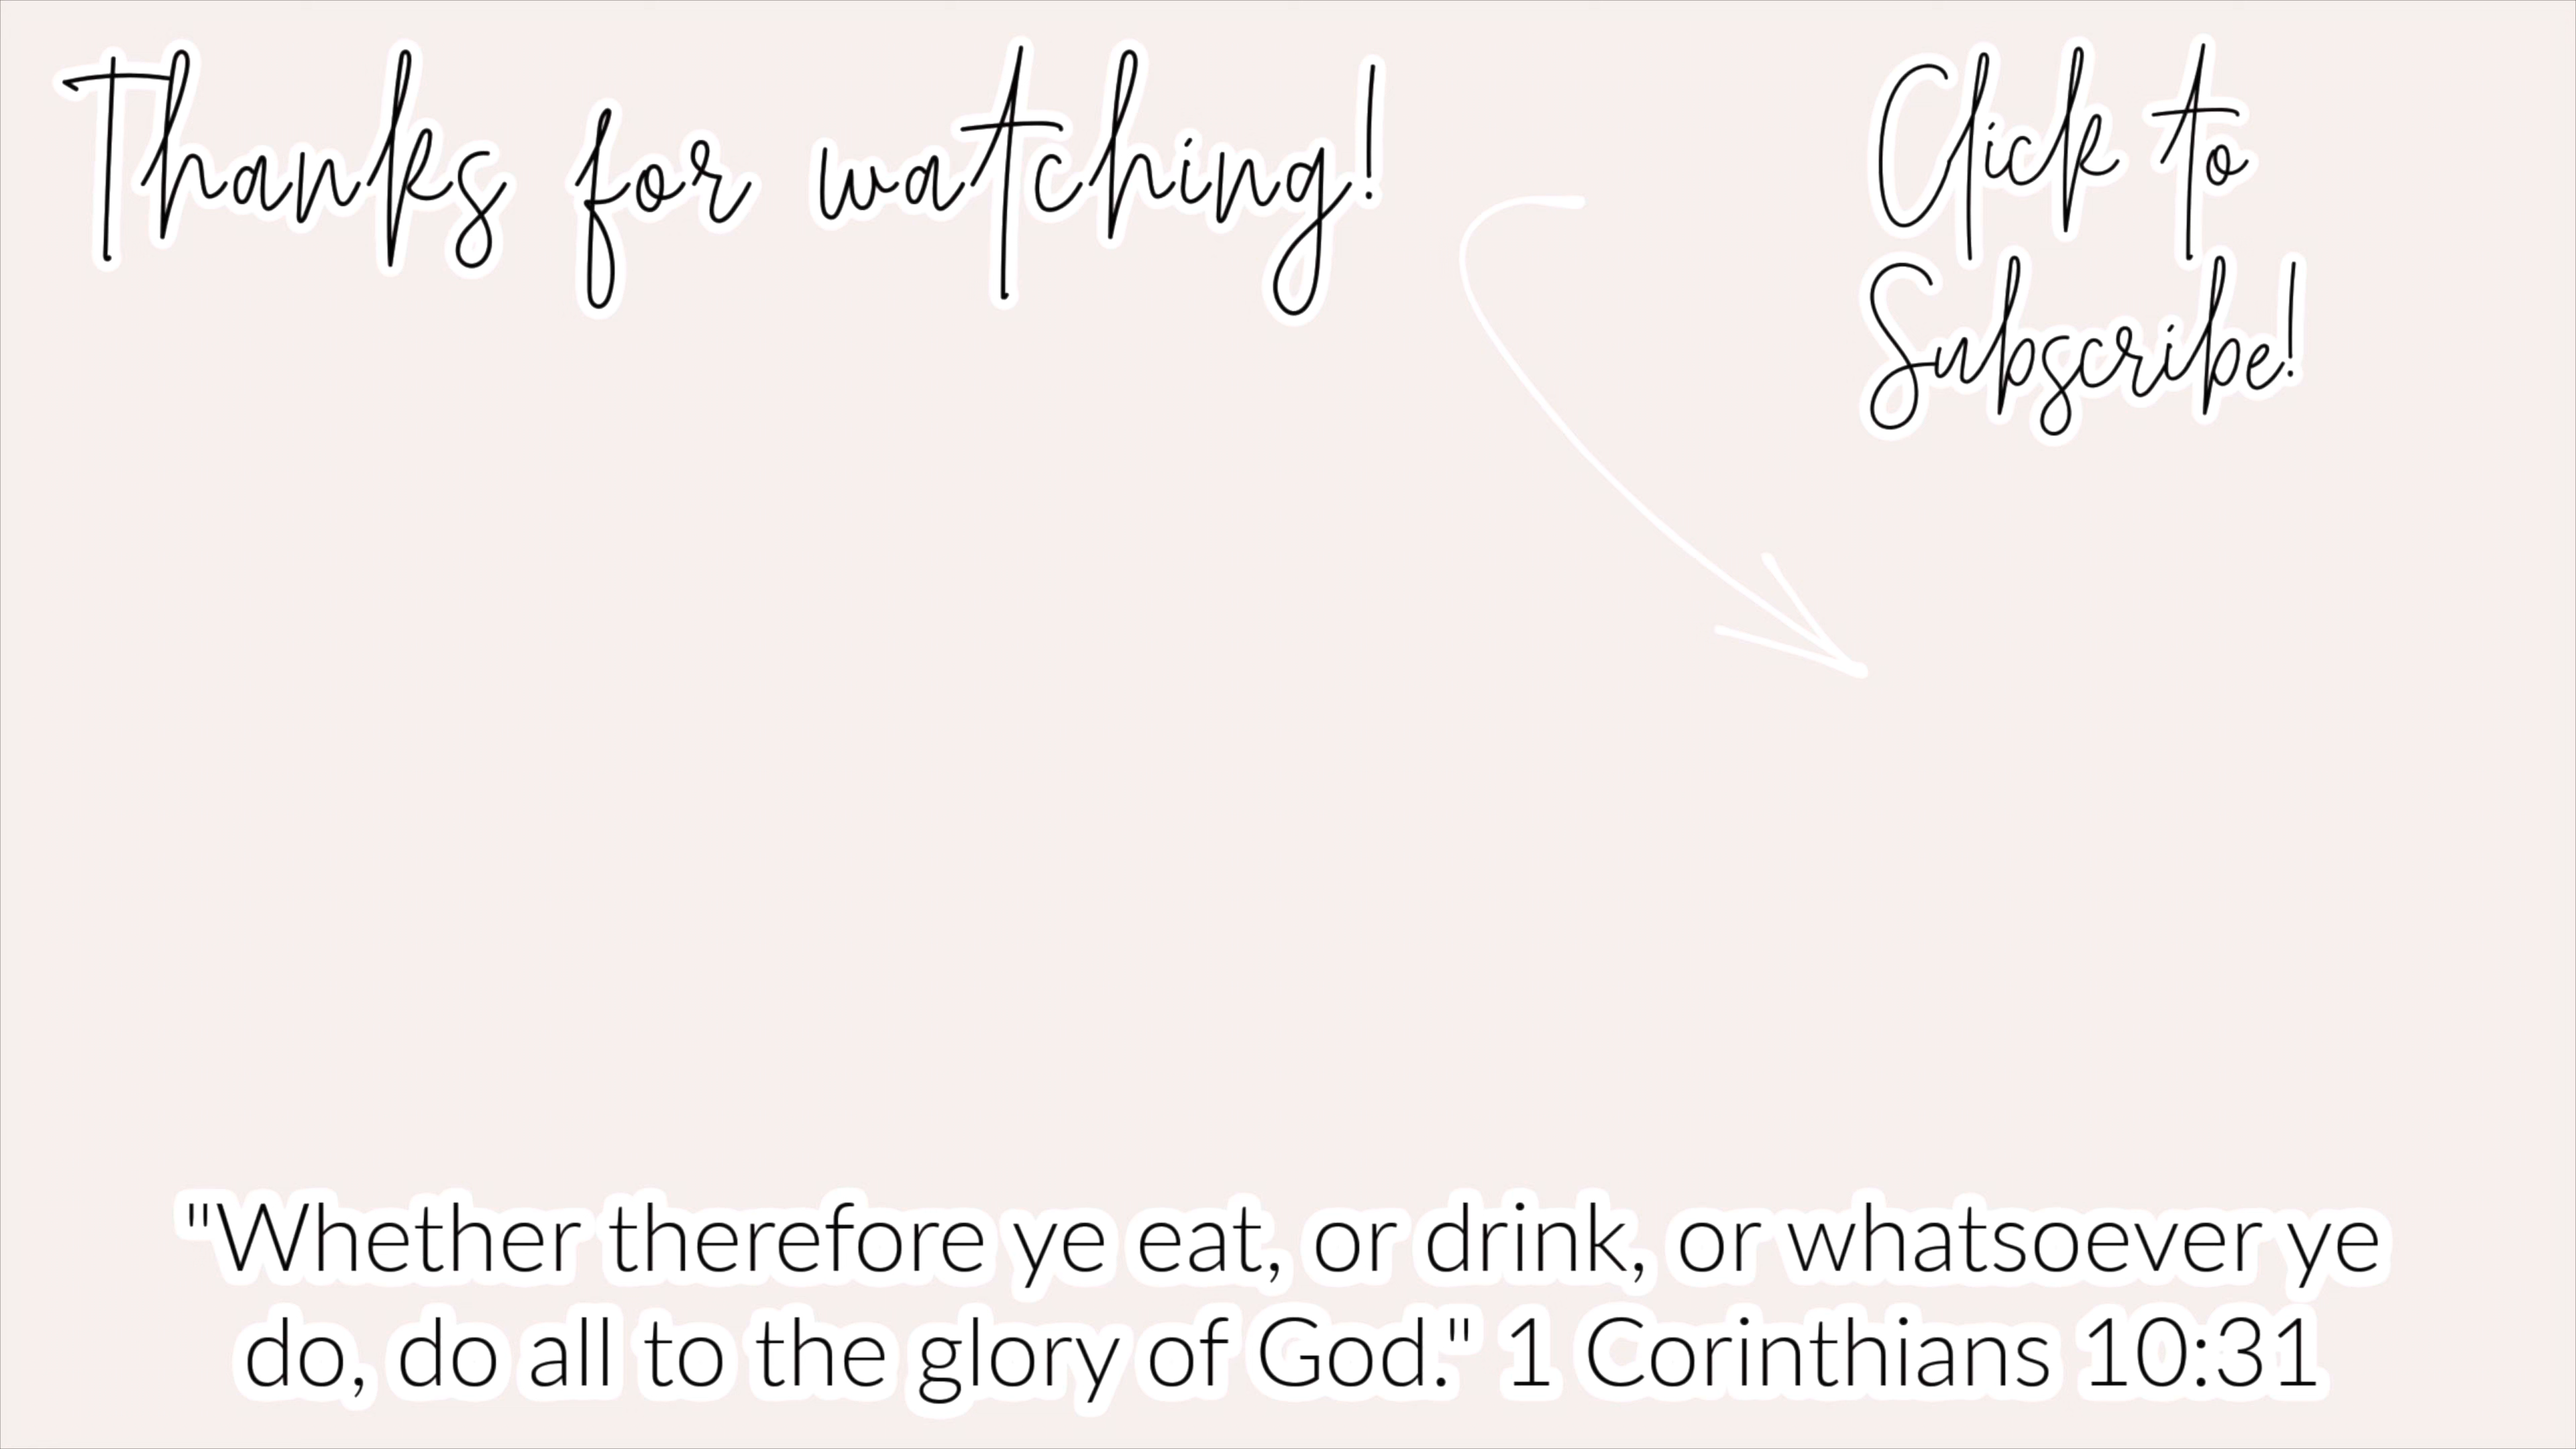 Thanks for watching!
Click to
Subscribe!
"Whether therefore ye eat, or drink, or whatsoever ye
do, do all to the glory of God." 1 Corinthians 10:31